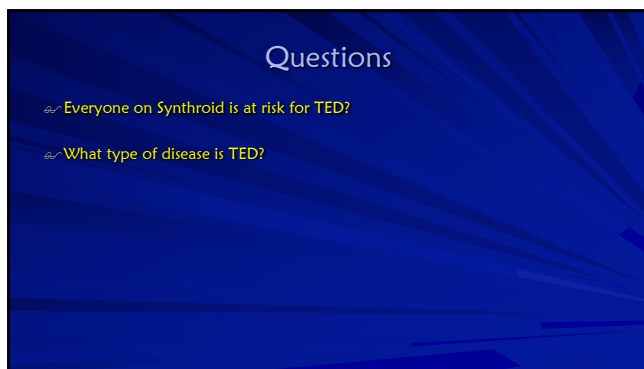 Questions
Everyone on Synthroid is at risk for TED?
What type of disease is TED?